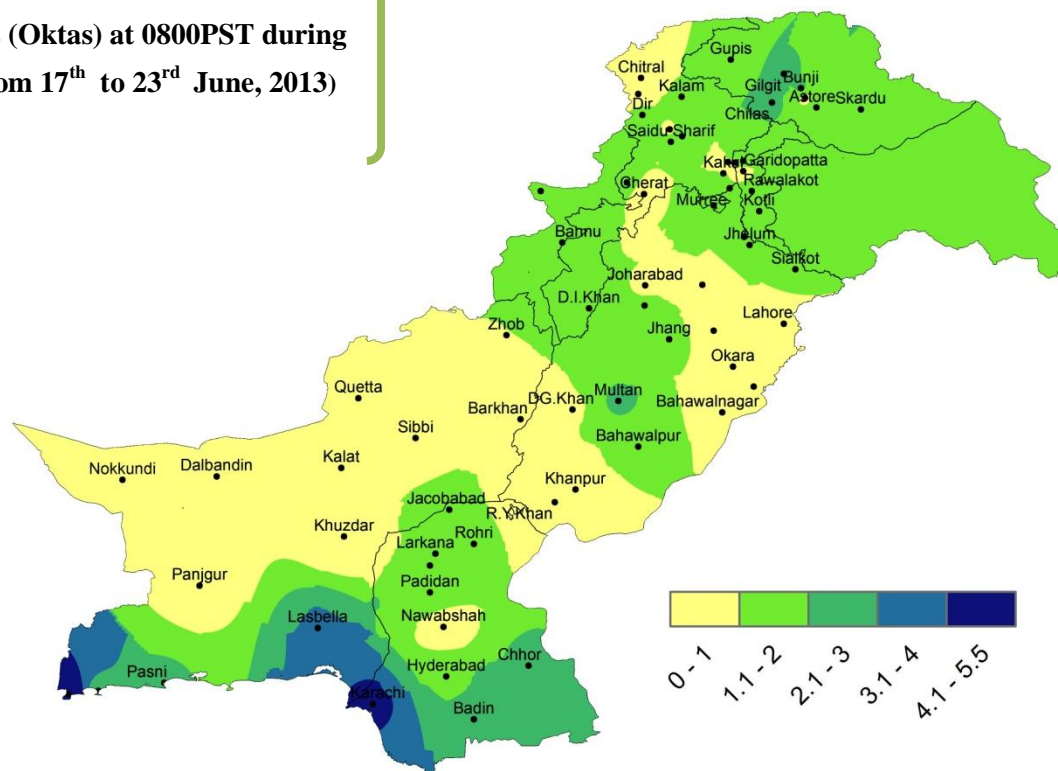 (Oktas) at 0800PST during
om 17th to 23rd June, 2013)
Gupis
Chitral
Bunji
Kalam
Gilgit
Astore
Skardu
Dir
Chilas
Saidu Sharif
Garidopatta
Cherat
Rawalakot
Murree
Kotli
Bannu
Jhelum
Sialkot
Joharabad
D.I.Khan
Zhob
Lahore
Jhang
Okara
Quetta
Multan
DG.Khan
Barkhan
Bahawalnagar
Sibbi
Bahawalpur
Kalat
Nokkundi
Dalbandin
Khanpur
Jacobabad
R.Y.Khan
Khuzdar
Rohri
Larkana
Panjgur
Padidan
Lasbella
Nawabshah
Hyderabad
Chhor
Pasni
Karachi
Badin
0 - 1
1.1 - 2
2.1 - 3
3.1 - 4
4.1 - 5.5